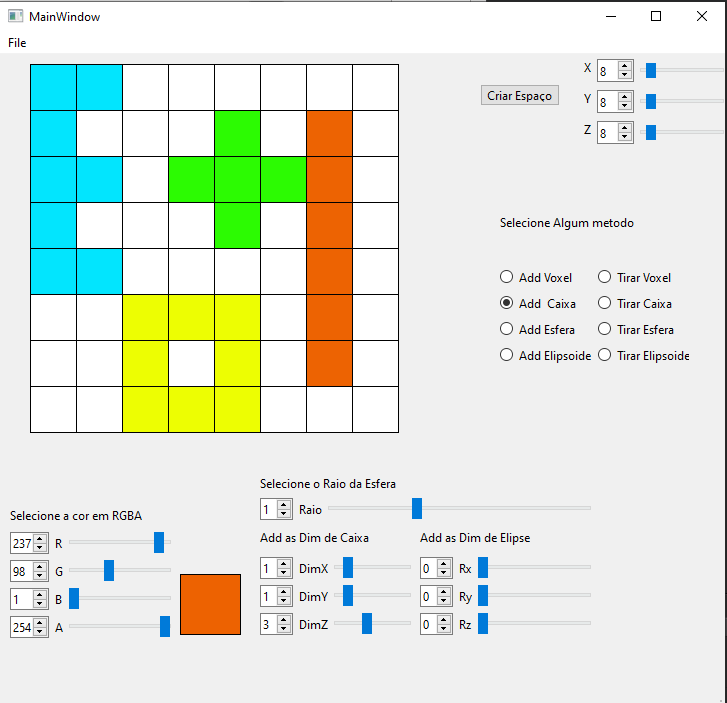 MainWindow
File
X 8
Criar Espaço
Y 8
Z 8
Selecione Algum metodo
Add Voxel Tirar Voxel
Add Caixa Tirar Caixa
Add Esfera Tirar Esfera
Add Elipsoide Tirar Elipsoide
Selecione o Raio da Esfera
1 Raio
Selecione a cor em RGBA
Add as Dim de Caixa Add as Dim de Elipse
237 R
98 G
1 B
254 A
1 DimX 0 Rx
1 DimY 0 Ry
3 DimZ 0 Rz